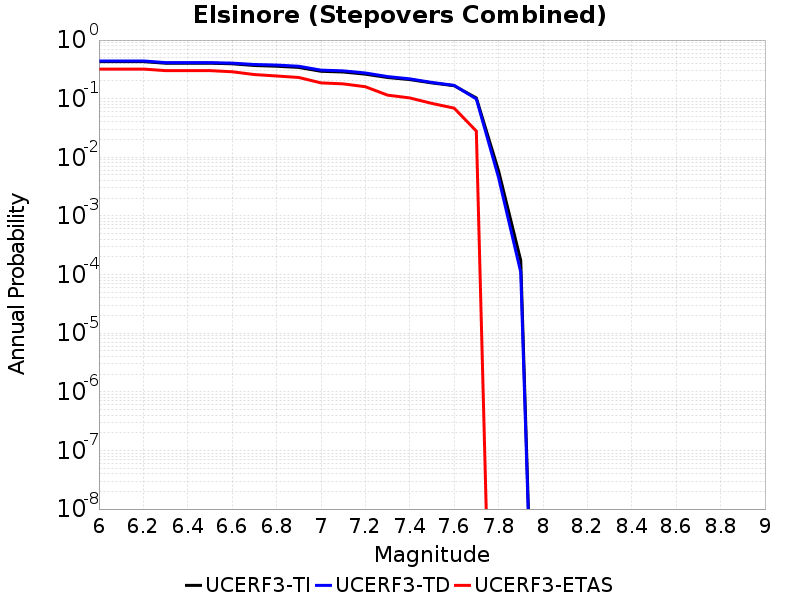 Elsinore (Stepovers Combined)
Annual Probability
10^0
10^-1
10^-2
10^-3
10^-4
10^-5
10^-6
10^-7
10^-8
6 6.2 6.4 6.6 6.8 7 7.2 7.4 7.6 7.8 8 8.2 8.4 8.6 8.8 9
Magnitude
UCERF3-TI UCERF3-TD UCERF3-ETAS